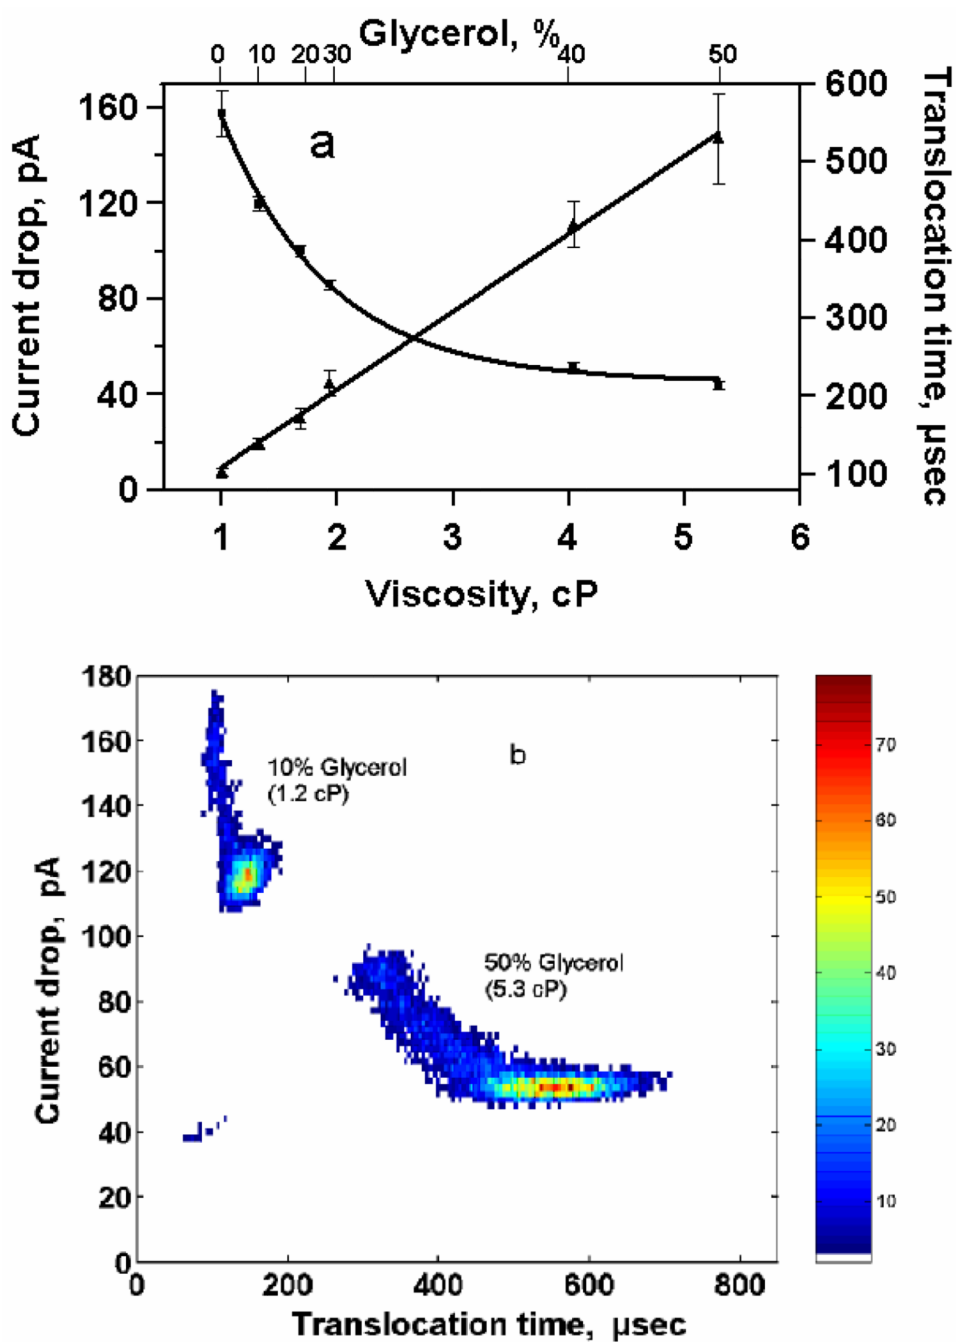 Glycerol, %
0 10 20 30 40 50
160
120
80
40
0
Current drop, pA
a
600
500
400
300
200
100
Translocation time, µsec
1 2 3 4 5 6
Viscosity, cP
180
160
140
120
100
80
60
40
20
0
Current drop, pA
10% Glycerol
(1.2 cP)
b
50% Glycerol
(5.3 cP)
0 200 400 600 800
Translocation time, µsec
70
60
50
40
30
20
10